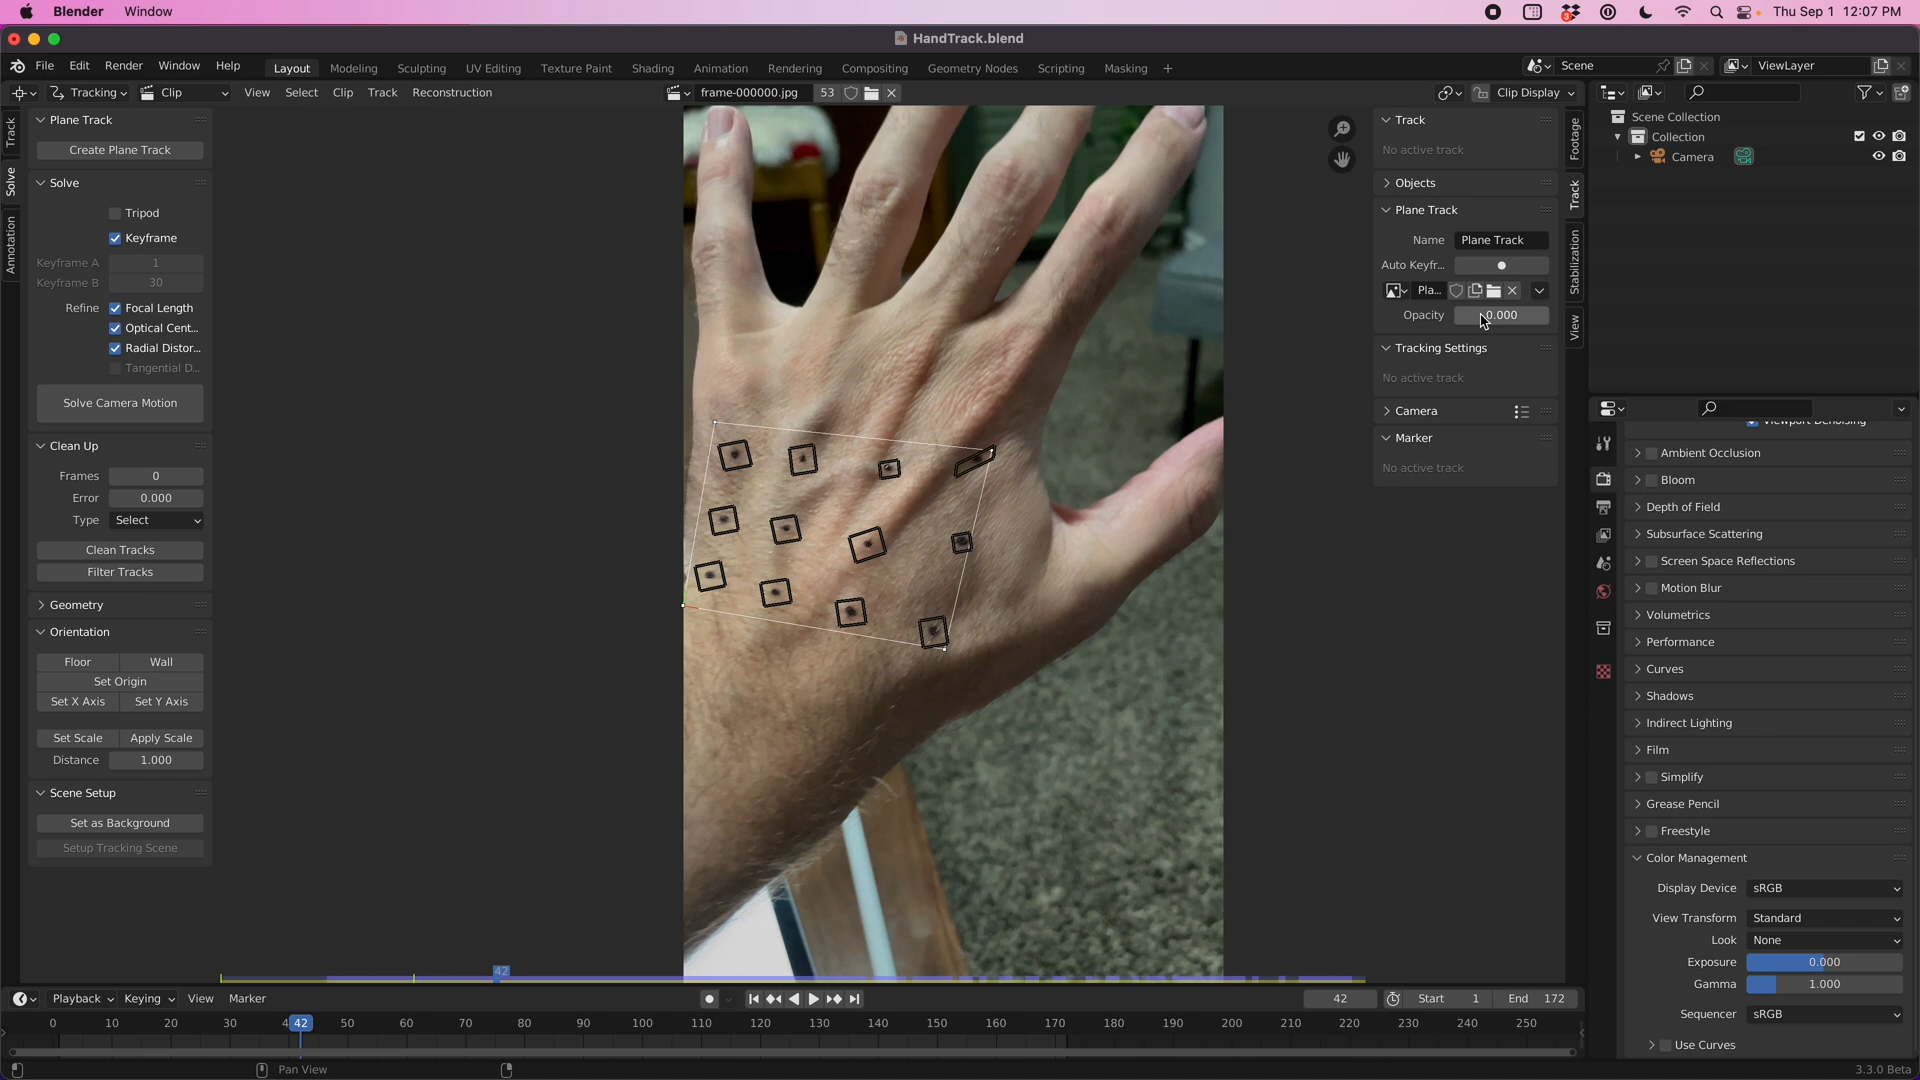 Blender Window
3
Thu Sep 1 12:07 PM
HandTrack.blend
File Edit Render Window Help
Layout Modeling Sculpting UV Editing Texture Paint Shading Animation Rendering Compositing Geometry Nodes Scripting Masking +
Scene
ViewLayer
Tracking Clip View Select Clip Track Reconstruction
frame-000000.jpg 53
Clip Display
Track
Solve
Annotation
Plane Track
Create Plane Track
Solve
Tripod
Keyframe
Keyframe A 1
Keyframe B 30
Refine Focal Length
Optical Cent...
Radial Distor...
Tangential D...
Solve Camera Motion
Clean Up
Frames 0
Error 0.000
Type Select
Clean Tracks
Filter Tracks
Geometry
Orientation
Floor Wall
Set Origin
Set X Axis Set Y Axis
Set Scale Apply Scale
Distance 1.000
Scene Setup
Set as Background
Setup Tracking Scene
42
Track
No active track
Objects
Plane Track
Name Plane Track
Auto Keyfr...
Pla...
Opacity 0.000
Tracking Settings
No active track
Camera
Marker
No active track
Footage
Track
Stabilization
View
Scene Collection
Collection
Camera
Viewport Denoising
Ambient Occlusion
Bloom
Depth of Field
Subsurface Scattering
Screen Space Reflections
Motion Blur
Volumetrics
Performance
Curves
Shadows
Indirect Lighting
Film
Simplify
Grease Pencil
Freestyle
Color Management
Display Device sRGB
View Transform Standard
Look None
Exposure 0.000
Gamma 1.000
Sequencer sRGB
Use Curves
Playback Keying View Marker
42 Start 1 End 172
0 10 20 30 4 42 50 60 70 80 90 100 110 120 130 140 150 160 170 180 190 200 210 220 230 240 250
Pan View
3.3.0 Beta